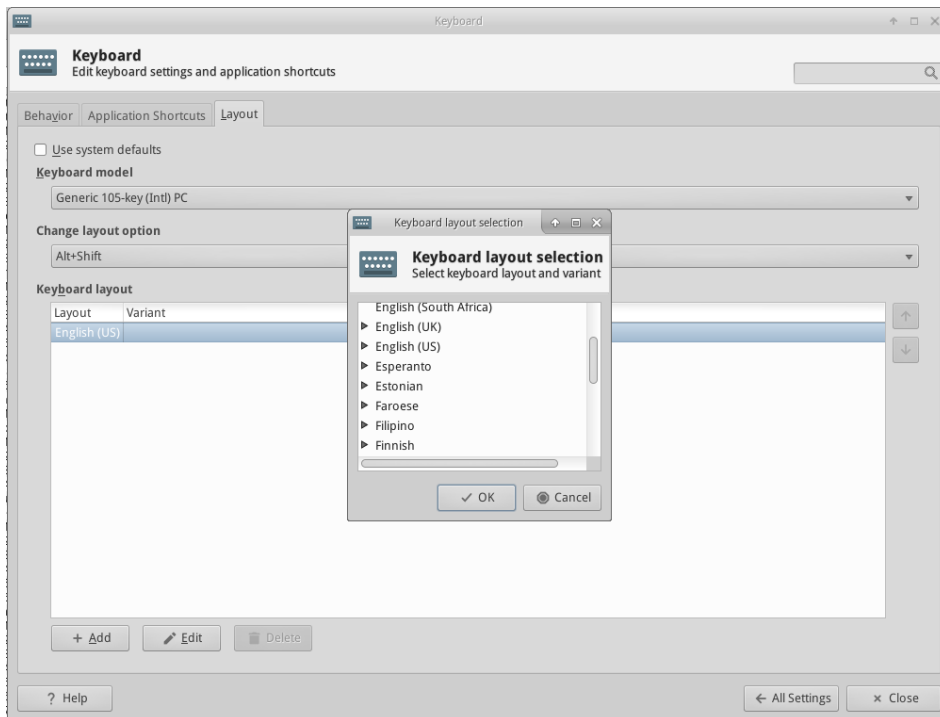 Keyboard
Keyboard
Edit keyboard settings and application shortcuts
Behavior Application Shortcuts Layout
Use system defaults
Keyboard model
Generic 105-key (Intl) PC
Change layout option
Alt+Shift
Keyboard layout
Layout Variant
English (US)
Keyboard layout selection
Keyboard layout selection
Select keyboard layout and variant
English (South Africa)
English (UK)
English (US)
Esperanto
Estonian
Faroese
Filipino
Finnish
OK Cancel
Add Edit Delete
? Help All Settings Close